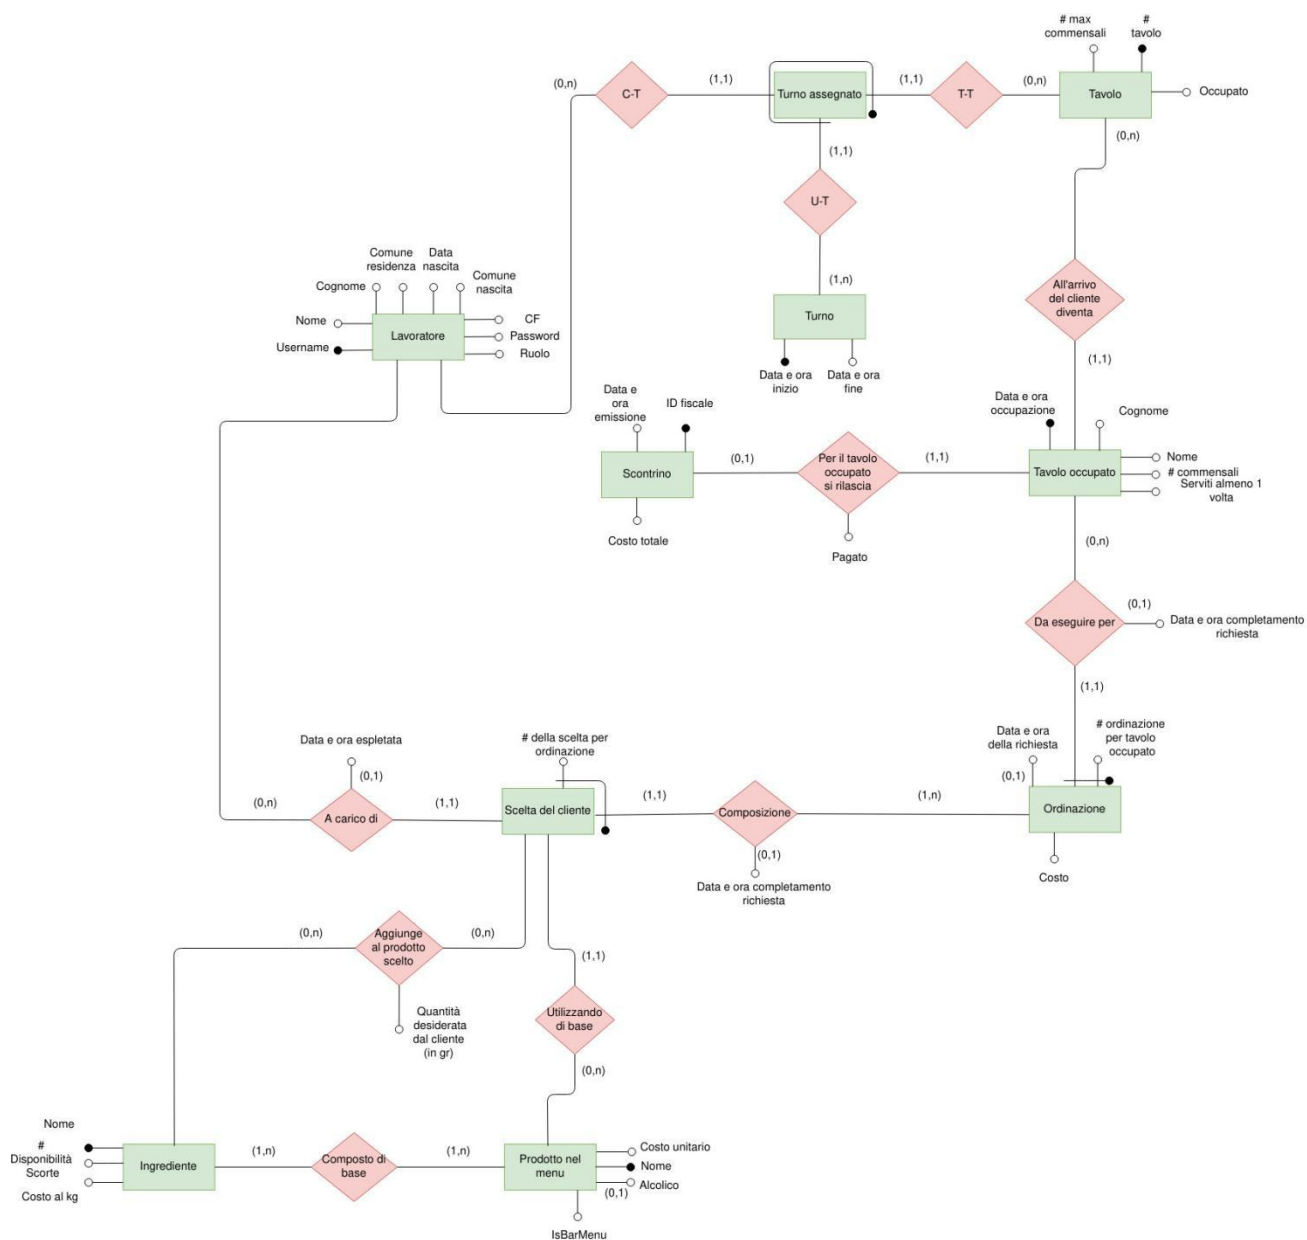 # max
commensali
#
tavolo
(0,n)
C-T
(1,1)
Turno assegnato
(1,1)
T-T
(0,n)
Tavolo
Occupato
(0,n)
(1,1)
U-T
(1,n)
Turno
Data e ora
inizio
Data e ora
fine
Comune
residenza
Data
nascita
Comune
nascita
Cognome
Nome
Username
Lavoratore
CF
Password
Ruolo
All'arrivo
del cliente
diventa
(1,1)
Data e ora
occupazione
Cognome
Data e
ora
emissione
ID fiscale
Scontrino
Costo totale
(0,1)
Per il tavolo
occupato
si rilascia
Pagato
(1,1)
Tavolo occupato
Nome
# commensali
Serviti almeno 1
volta
(0,n)
Da eseguire per
(0,1)
Data e ora completamento
richiesta
(1,1)
Data e ora
della richiesta
(0,1)
# ordinazione
per tavolo
occupato
Ordinazione
Costo
Data e ora espletata
(0,1)
(0,n)
A carico di
(1,1)
# della scelta per
ordinazione
Scelta del cliente
(1,1)
Composizione
(1,n)
(0,1)
Data e ora completamento
richiesta
(0,n)
Aggiunge
al prodotto
scelto
(0,n)
Quantità
desiderata
dal cliente
(in gr)
(1,1)
Utilizzando
di base
(0,n)
Nome
#
Disponibilità
Scorte
Costo al kg
Ingrediente
(1,n)
Composto di
base
(1,n)
Prodotto nel
menu
Costo unitario
Nome
Alcolico
(0,1)
IsBarMenu